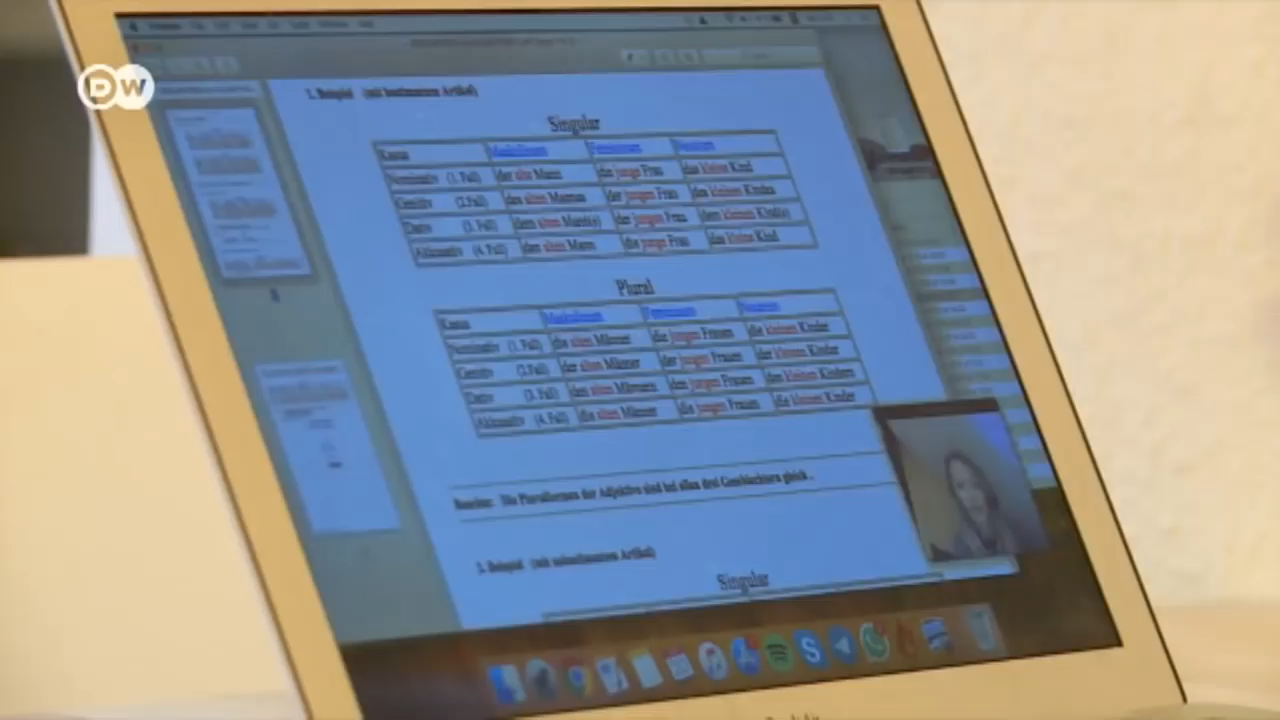 DW
1. Beispiel (mit bestimmtem Artikel)
Singular
Kasus Maskulinum Femininum Neutrum
Nominativ (1. Fall) der alte Mann die junge Frau das kleine Kind
Genitiv (2.Fall) des alten Mannes der jungen Frau des kleinen Kindes
Dativ (3. Fall) dem alten Mann(e) der jungen Frau dem kleinen Kind(e)
Akkusativ (4. Fall) den alten Mann die junge Frau das kleine Kind
Plural
Kasus Maskulinum Femininum Neutrum
Nominativ (1. Fall) die alten Männer die jungen Frauen die kleinen Kinder
Genitiv (2.Fall) der alten Männer der jungen Frauen der kleinen Kinder
Dativ (3. Fall) den alten Männern den jungen Frauen den kleinen Kindern
Akkusativ (4. Fall) die alten Männer die jungen Frauen die kleinen Kinder
Beachte: Die Pluralformen der Adjektive sind bei allen drei Geschlechtern gleich.
2. Beispiel (mit unbestimmtem Artikel)
Singular